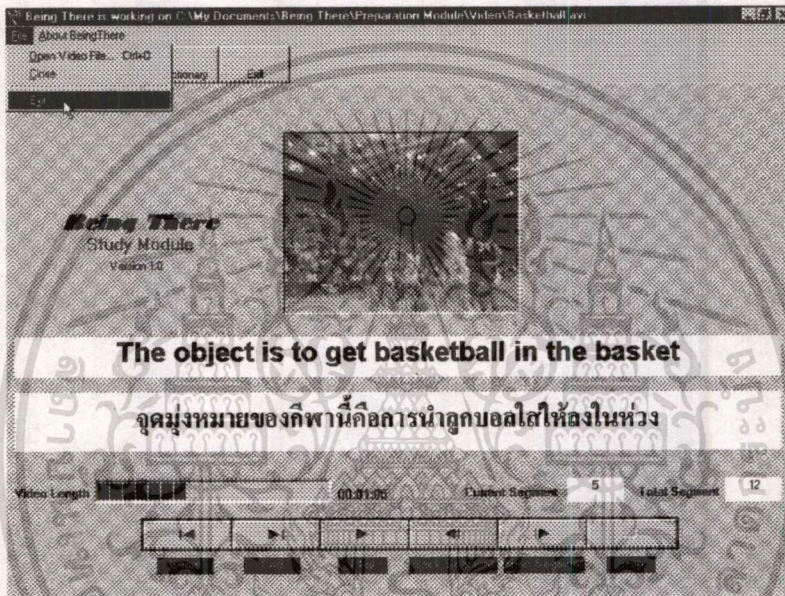 Being There is working on C:\My Documents\Being There\Preparation Module\Video\Basketball.avi
File About BeingThere
Open Video File... Ctrl+O
Close
Exit
Exit
Being There
Study Module
Version 1.0
The object is to get basketball in the basket
จุดมุ่งหมายของกีพานี้คือการนำลูกบอลใส่ให้ลงในห่วง
Video Length 00:01:05 Current Segment 5 Total Segment 12